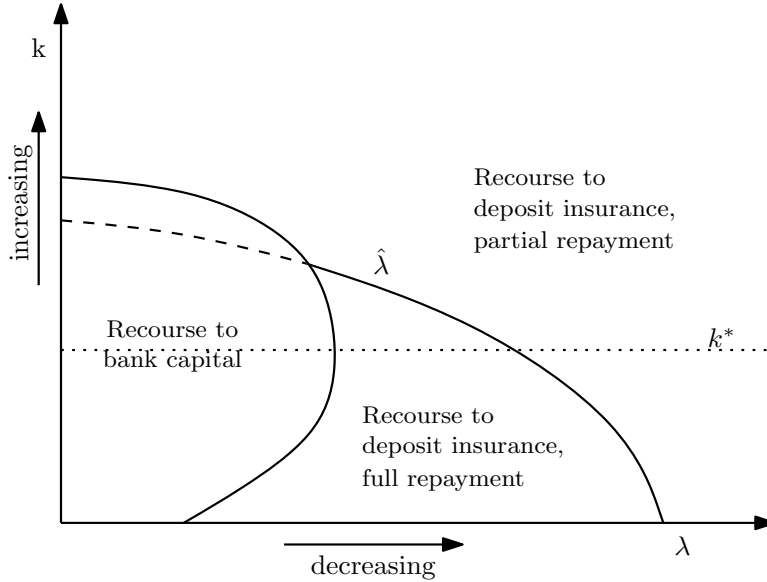 k
increasing
Recourse to
deposit insurance,
partial repayment
λ̂
Recourse to
bank capital
k*
Recourse to
deposit insurance,
full repayment
λ
decreasing